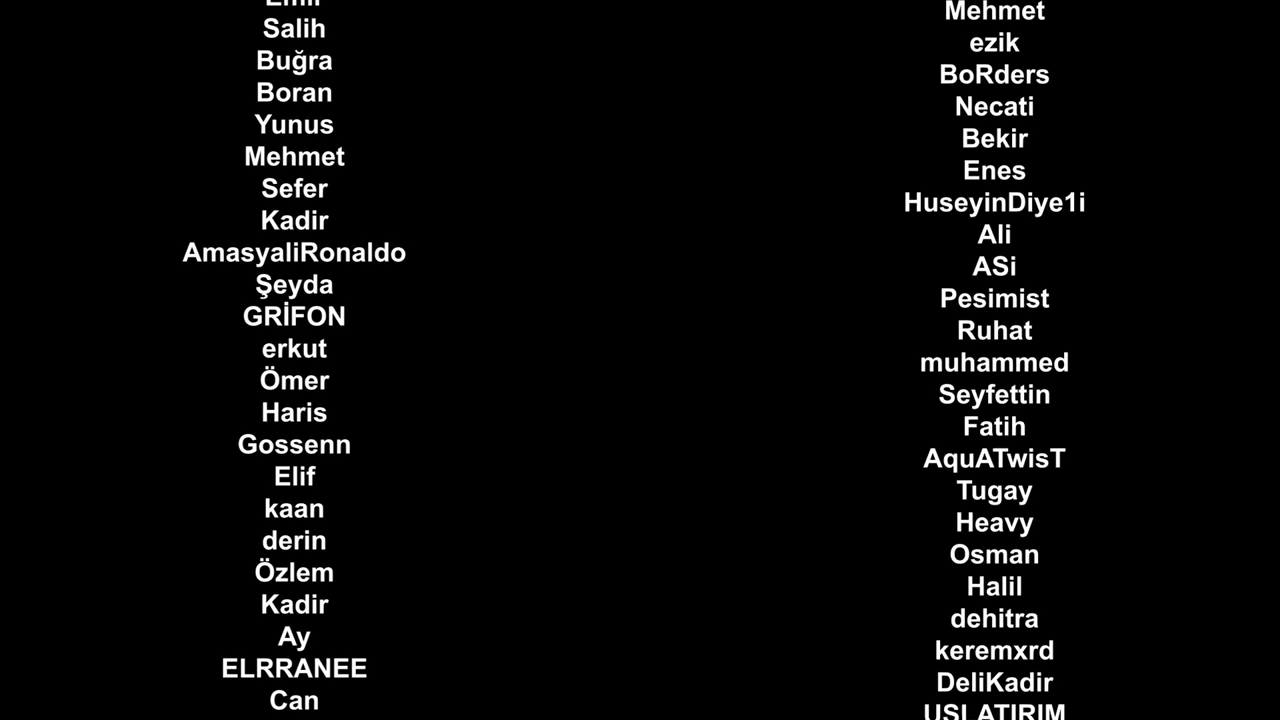 Salih
Buğra
Boran
Yunus
Mehmet
Sefer
Kadir
AmasyaliRonaldo
Şeyda
GRİFON
erkut
Ömer
Haris
Gossenn
Elif
kaan
derin
Özlem
Kadir
Ay
ELRRANEE
Can
Mehmet
ezik
BoRders
Necati
Bekir
Enes
HuseyinDiye1i
Ali
ASi
Pesimist
Ruhat
muhammed
Seyfettin
Fatih
AquATwisT
Tugay
Heavy
Osman
Halil
dehitra
keremxrd
DeliKadir
USLATIRIM